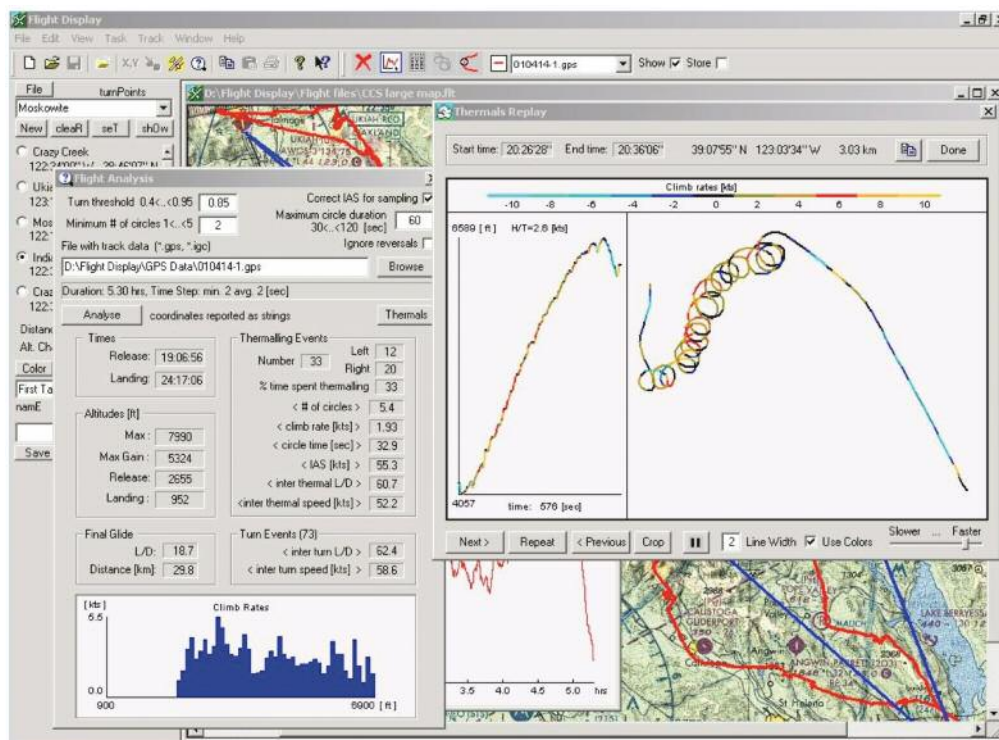 Flight Display
File Edit View Task Track Window Help
X,Y 010414-1.gps Show Store
File turnPoints
Moskowite
New cleaR seT shOw
Crazy Creek
Flight Analysis
Turn threshold 0.4<..<0.95 0.85 Correct IAS for sampling
Minimum # of circles 1<..<5 2 Maximum circle duration 30<..<120 [sec] 60
Ignore reversals
File with track data (*.gps, *.igc)
D:\Flight Display\GPS Data\010414-1.gps Browse
Duration: 5.30 hrs, Time Step: min. 2 avg. 2 [sec]
Analyse coordinates reported as strings Thermals
Times
Release: 19:06:56
Landing: 24:17:06
Altitudes [ft]
Max : 7990
Max Gain : 5324
Release: 2655
Landing : 952
Final Glide
L/D: 18.7
Distance [km]: 29.8
Thermalling Events
Number 33 Left 12
Right 20
% time spent thermalling 33
< # of circles > 5.4
< climb rate [kts] > 1.93
< circle time [sec] > 32.9
< IAS [kts] > 55.3
< inter thermal L/D > 60.7
<inter thermal speed [kts] > 52.2
Turn Events (73)
< inter turn L/D > 62.4
< inter turn speed [kts] > 58.6
Climb Rates
[kts]
5.5
0.0
900 6900 [ft]
Color
namE
Save
D:\Flight Display\Flight files\CCS large map.flt
UKIAH RCO
OAKLAND
Thermals Replay
Start time: 20:26'28" End time: 20:36'06" 39:07'55" N 123:03'34" W 3.03 km Done
Climb rates [kts]
-10 -8 -6 -4 -2 0 2 4 6 8 10
6589 [ft] H/T=2.6 [kts]
4057 time: 576 [sec]
Next > Repeat < Previous Crop 2 Line Width Use Colors Slower ... Faster
3.5 4.0 4.5 5.0 hrs
CALISTOGA
GLIDERPORT
Calistoga
Angwin
St Helena
LAKE BERRYESSA